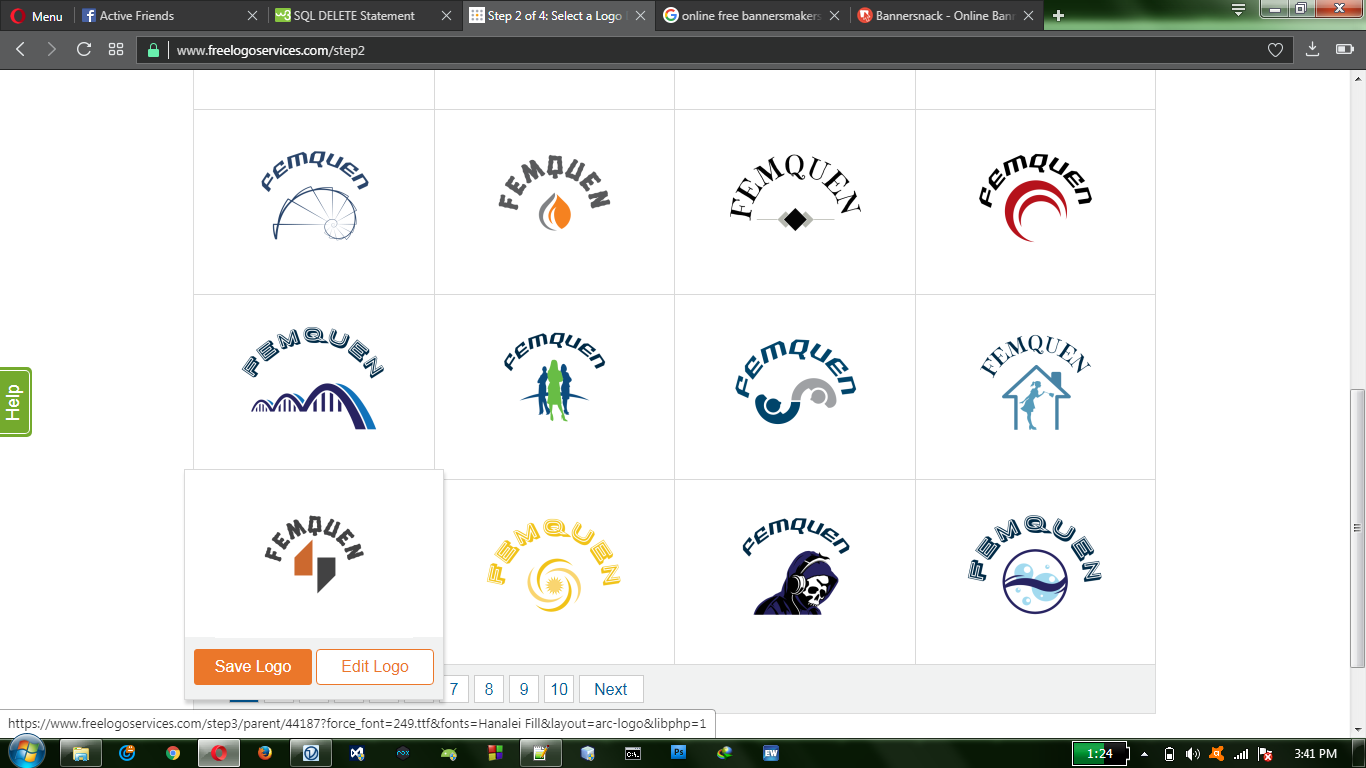 Menu
Active Friends
SQL DELETE Statement
Step 2 of 4: Select a Logo
online free bannersmakers
Bannersnack - Online Bann
www.freelogoservices.com/step2
FEMQUEN
FEMQUEN
FEMQUEN
FEMQUEN
FEMQUEN
FEMQUEN
FEMQUEN
FEMQUEN
Help
FEMQUEN
FEMQUEN
FEMQUEN
FEMQUEN
Save Logo
Edit Logo
7
8
9
10
Next
https://www.freelogoservices.com/step3/parent/44187?force_font=249.ttf&fonts=Hanalei Fill&layout=arc-logo&libphp=1
1:24
3:41 PM